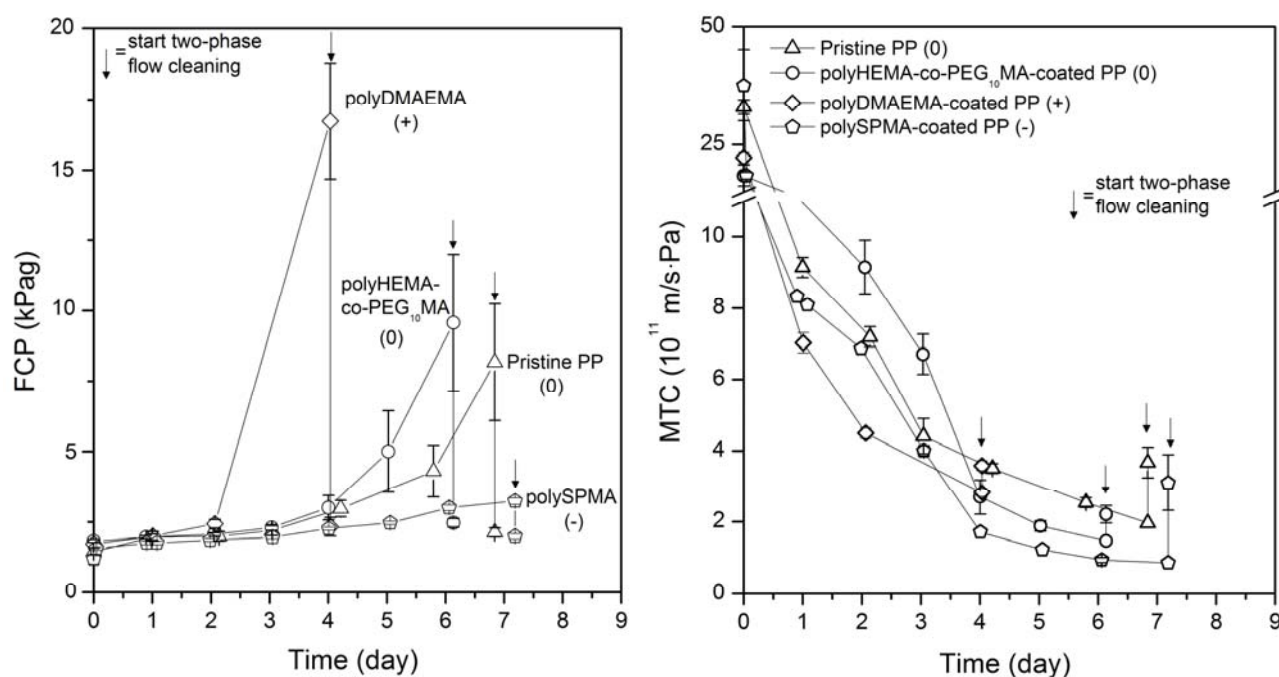 = start two-phase
flow cleaning
polyDMAEMA
(+)
polyHEMA-
co-PEG₁₀MA
(0)
Pristine PP
(0)
polySPMA
(-)
FCP (kPag)
20
15
10
5
0
0 1 2 3 4 5 6 7 8 9
Time (day)
Pristine PP (0)
polyHEMA-co-PEG₁₀MA-coated PP (0)
polyDMAEMA-coated PP (+)
polySPMA-coated PP (-)
= start two-phase
flow cleaning
MTC (10¹¹ m/s·Pa)
50
25
10
8
6
4
2
0
0 1 2 3 4 5 6 7 8 9
Time (day)